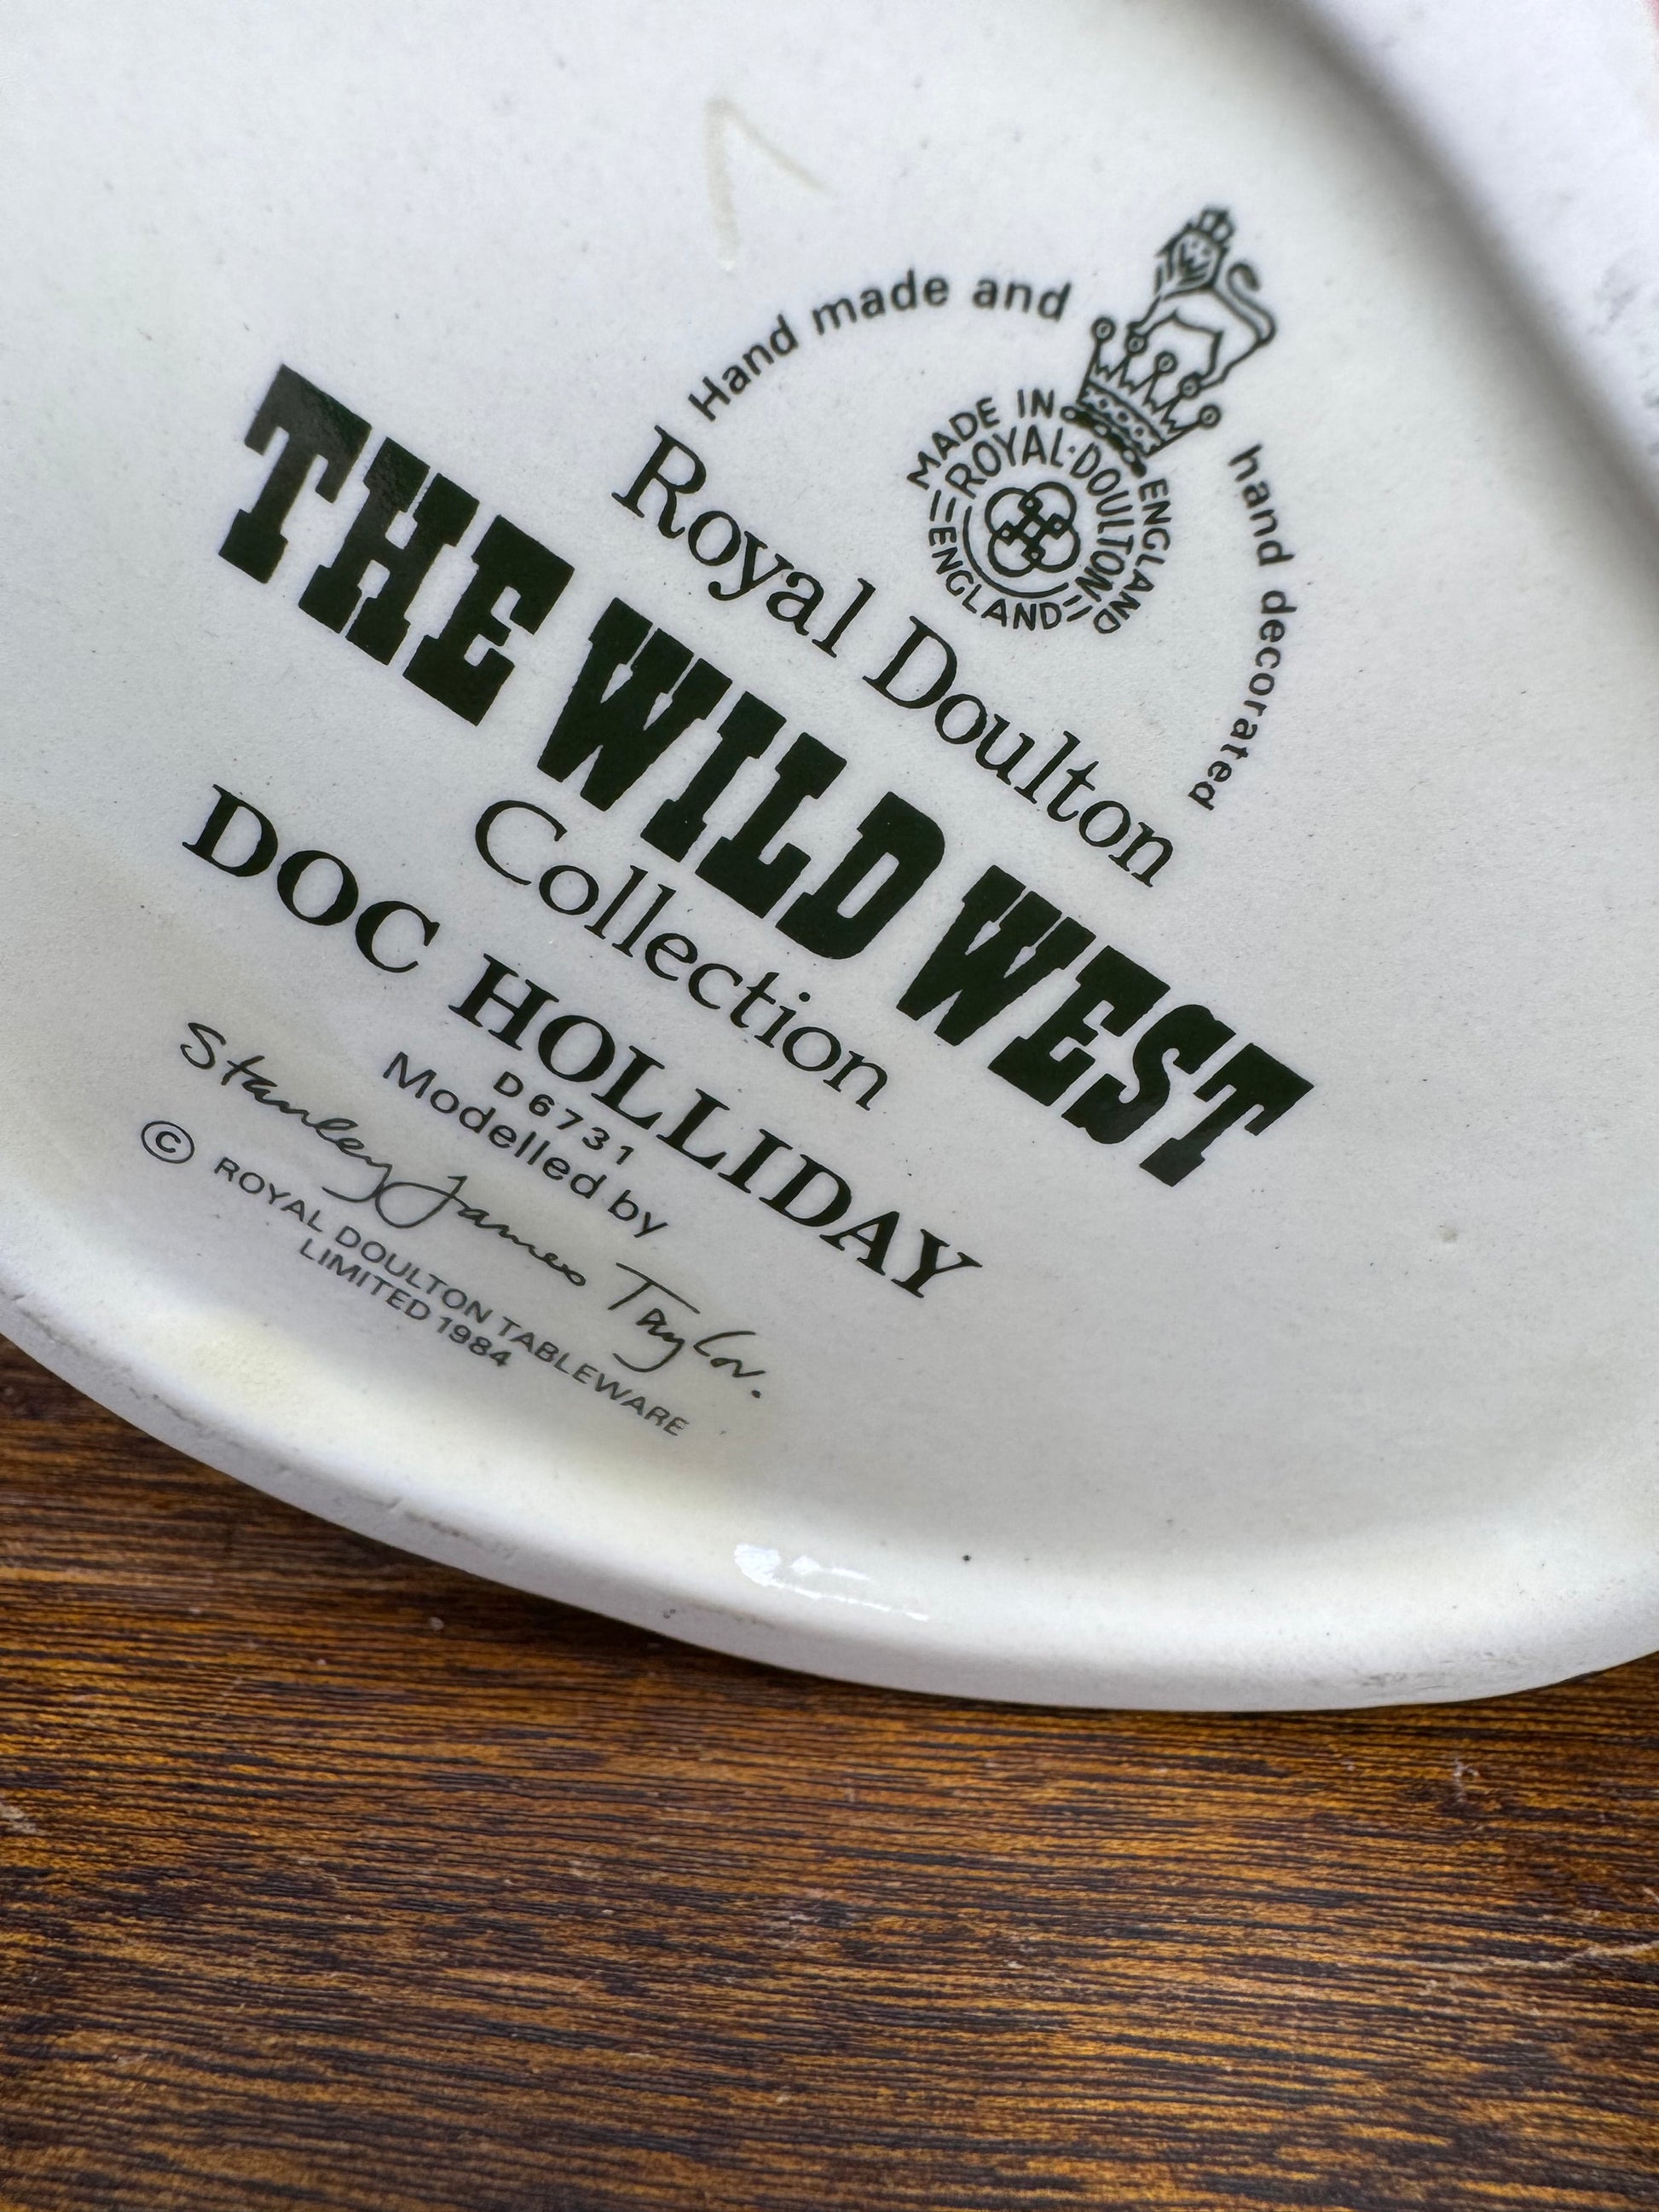 Hand made and hand decorated
MADE IN ENGLAND
ROYAL·DOULTON
ENGLAND
Royal Doulton
THE WILD WEST
Collection
DOC HOLLIDAY
D6731
Modelled by
Stanley James Taylor.
© ROYAL DOULTON TABLEWARE
LIMITED 1984